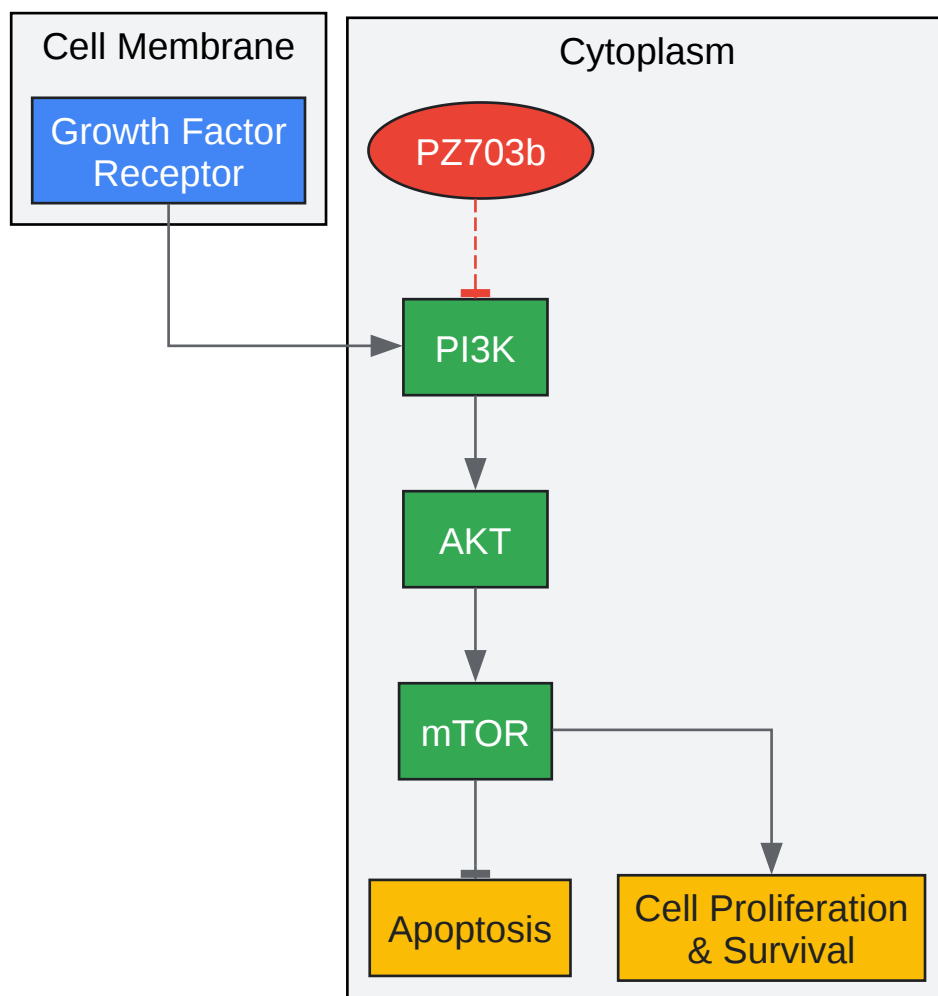 Cell Membrane
Growth Factor
Receptor
Cytoplasm
PZ703b
PI3K
AKT
mTOR
Apoptosis
Cell Proliferation
& Survival